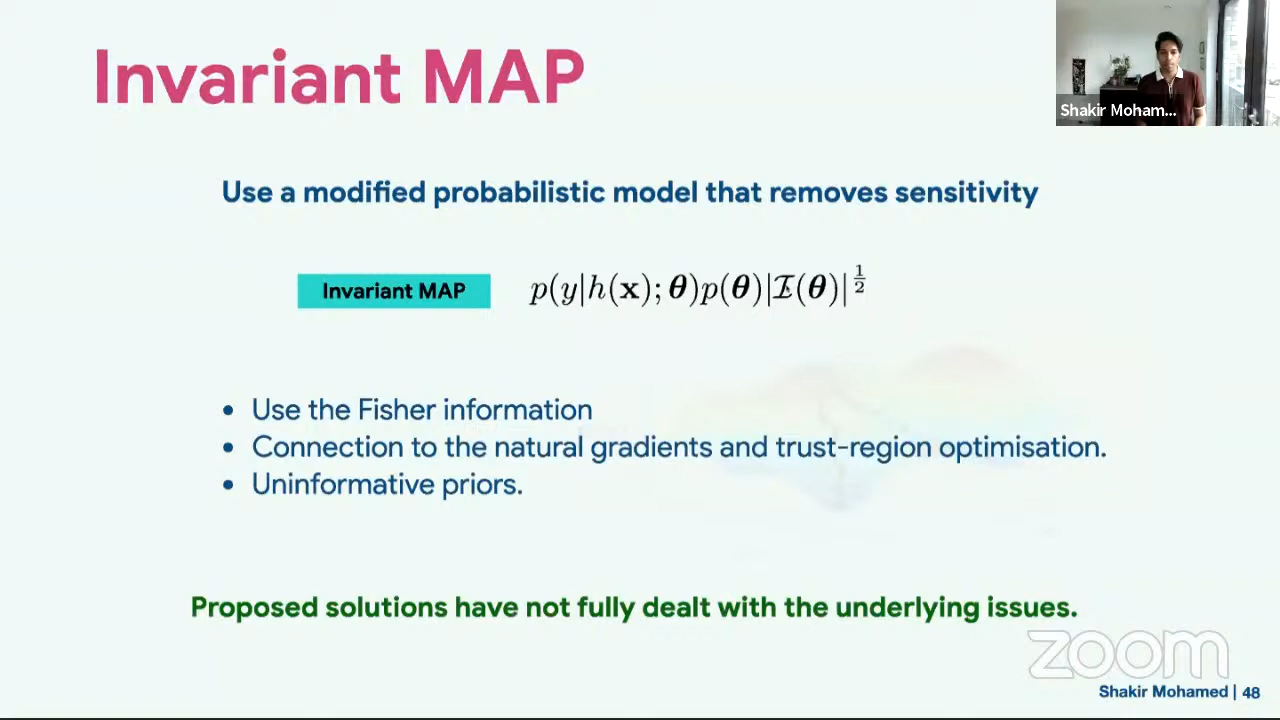 Invariant MAP
Shakir Moham...
Use a modified probabilistic model that removes sensitivity
Invariant MAP
p(y|h(x); θ)p(θ)|ℐ(θ)|^{1/2}
• Use the Fisher information
• Connection to the natural gradients and trust-region optimisation.
• Uninformative priors.
Proposed solutions have not fully dealt with the underlying issues.
zoom
Shakir Mohamed | 48